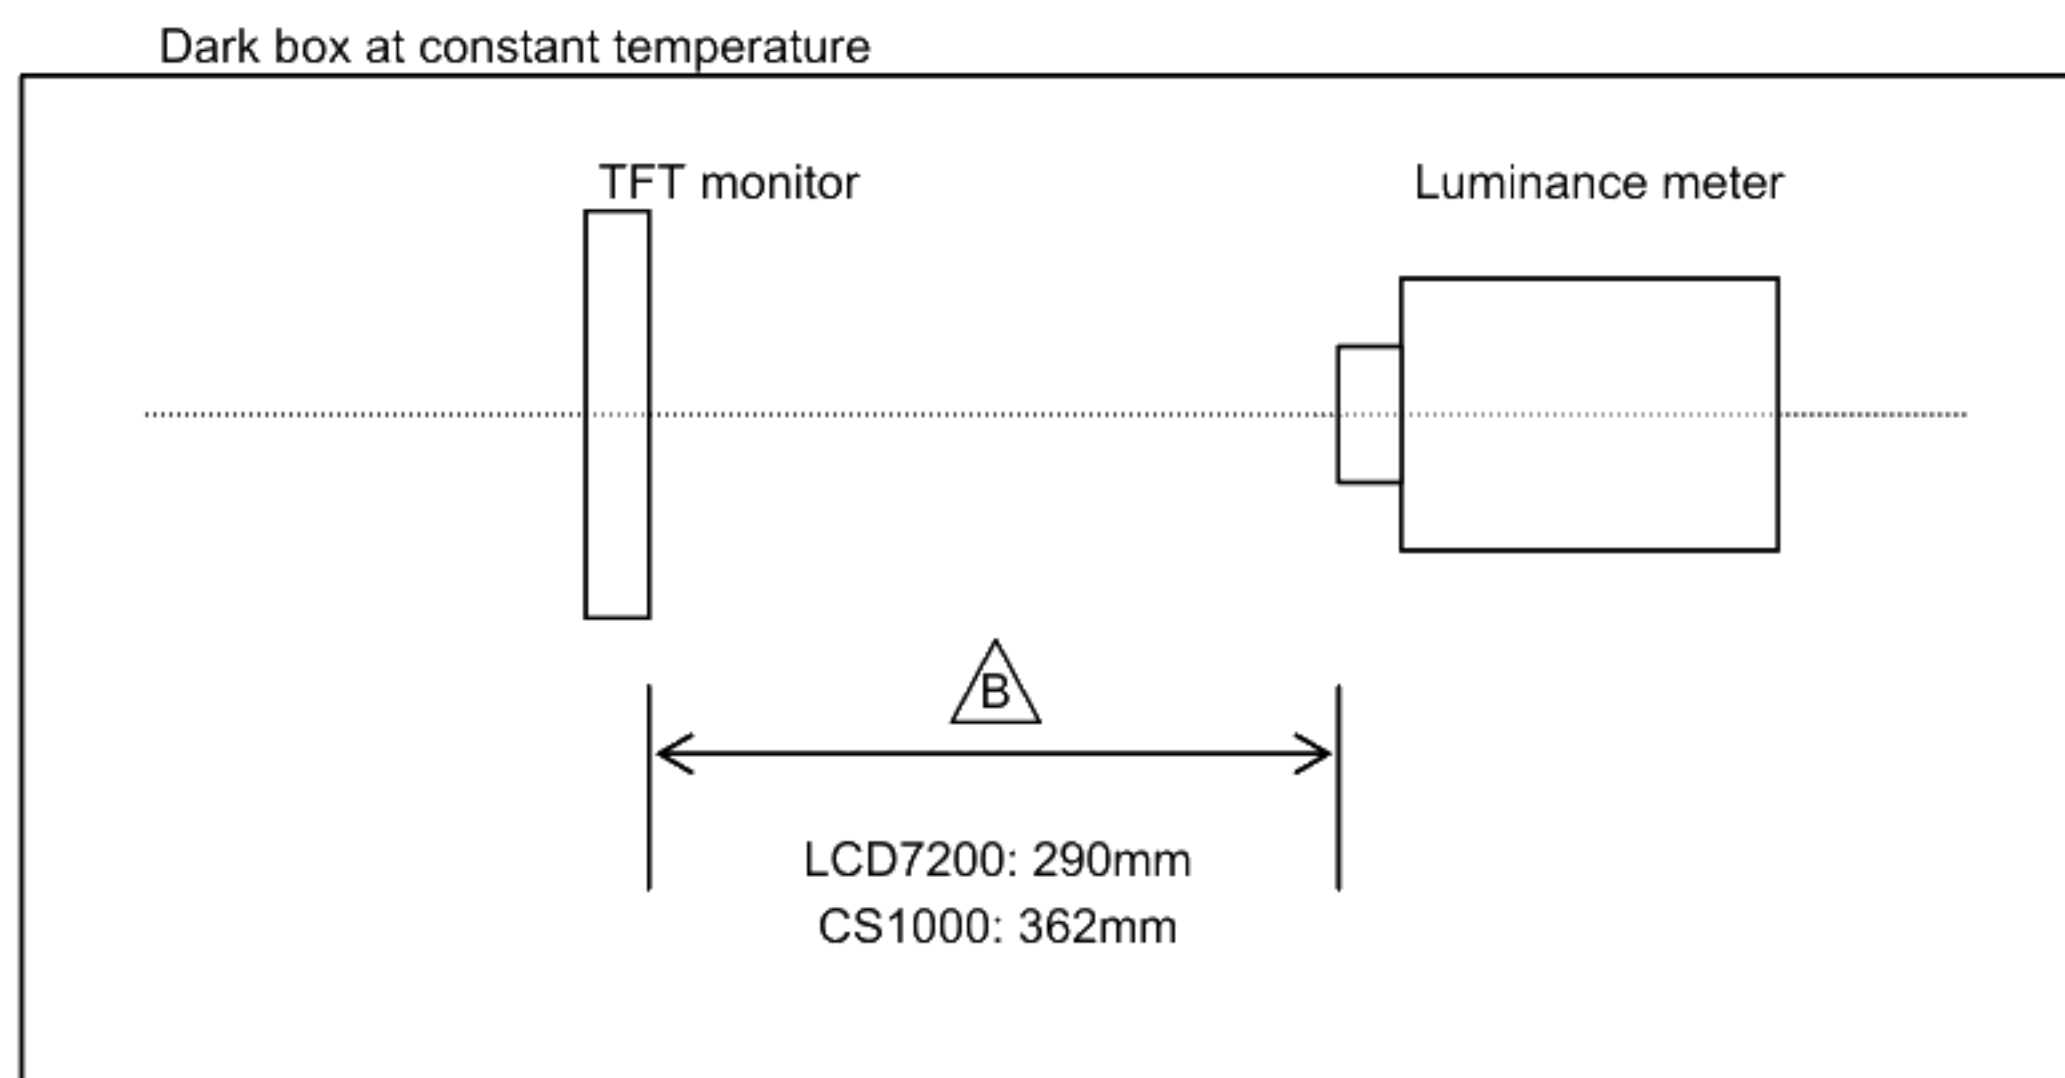 Dark box at constant temperature
TFT monitor
Luminance meter
B
LCD7200: 290mm
CS1000: 362mm